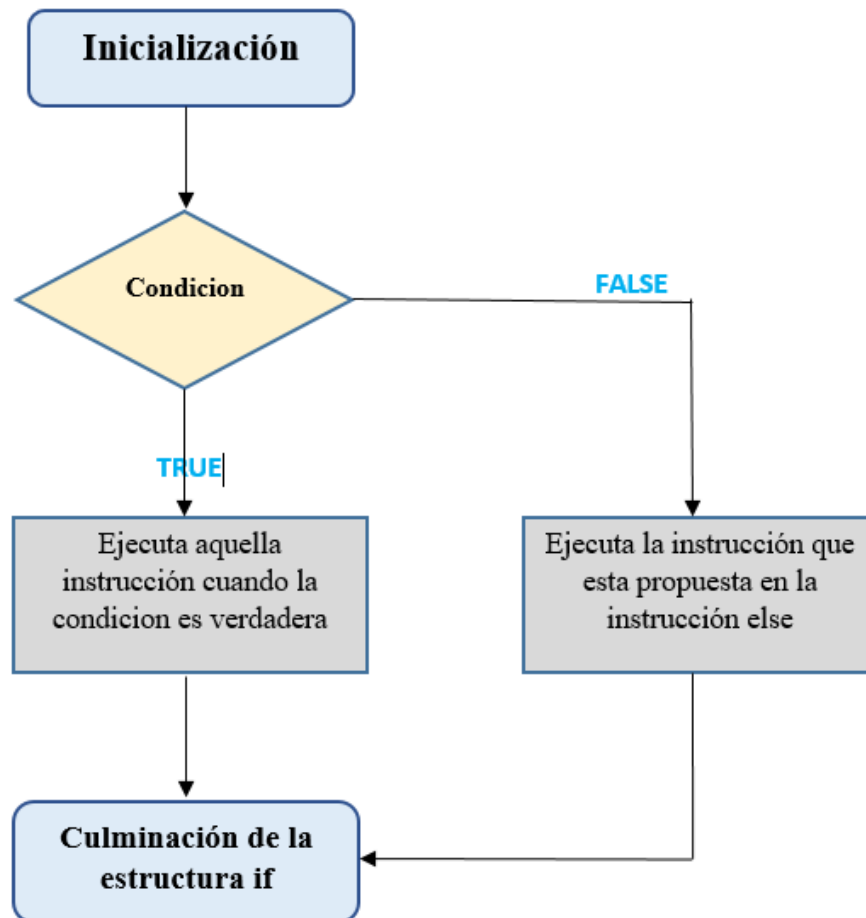 Inicialización
Condicion
FALSE
TRUE
Ejecuta aquella
instrucción cuando la
condicion es verdadera
Ejecuta la instrucción que
esta propuesta en la
instrucción else
Culminación de la
estructura if